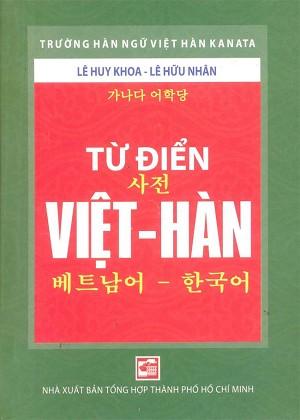 TRƯỜNG HÀN NGỮ VIỆT HÀN KANATA
LÊ HUY KHOA - LÊ HỮU NHÂN
가나다 어학당
TỪ ĐIỂN
사전
VIỆT-HÀN
베트남어 - 한국어
NHÀ XUẤT BẢN TỔNG HỢP THÀNH PHỐ HỒ CHÍ MINH